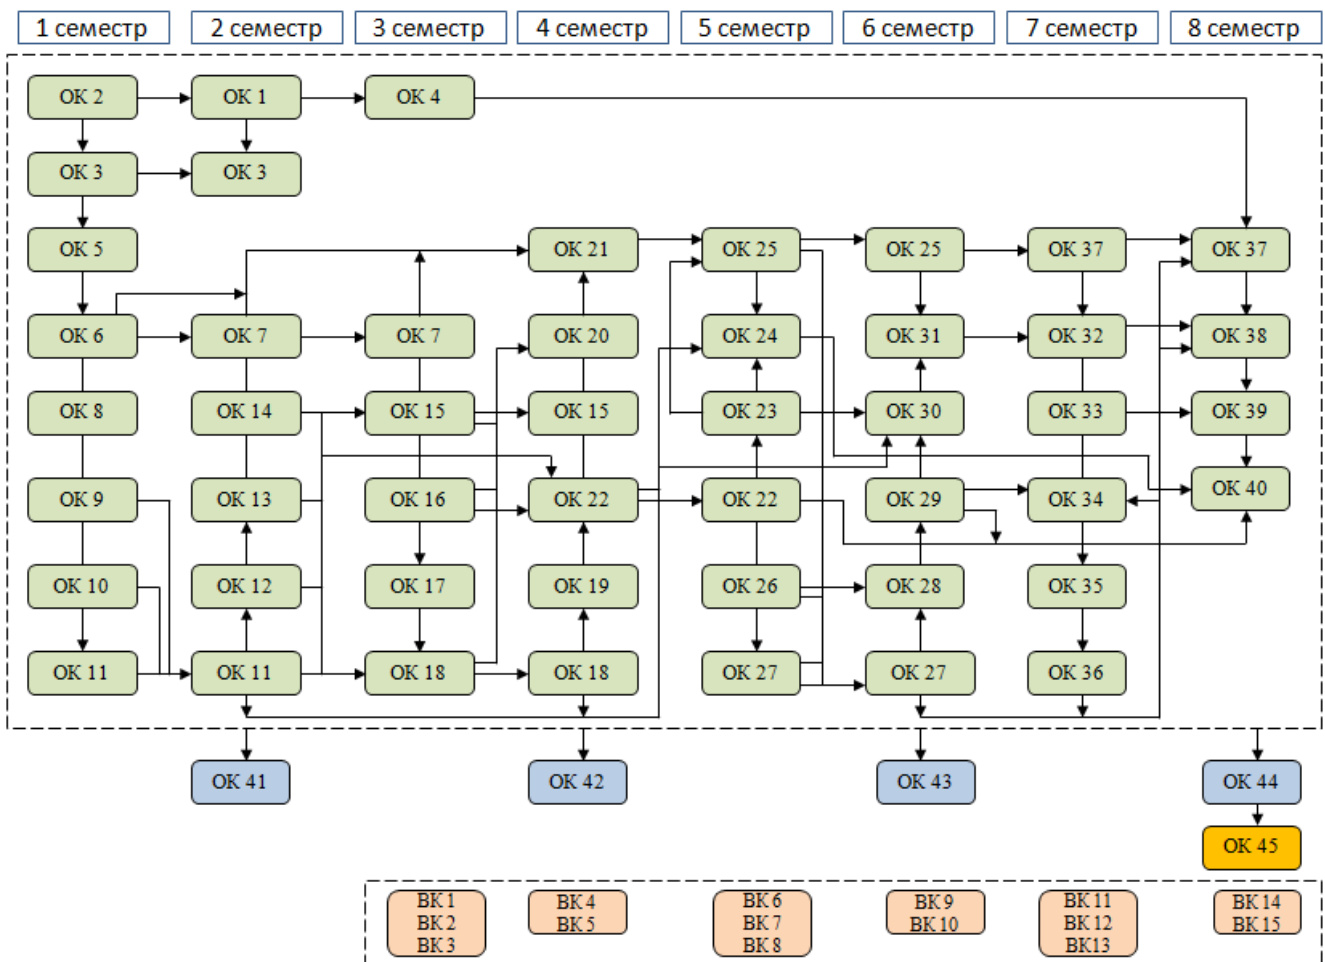 1 семестр
2 семестр
3 семестр
4 семестр
5 семестр
6 семестр
7 семестр
8 семестр
ОК 2
ОК 1
ОК 4
ОК 3
ОК 3
ОК 5
ОК 21
ОК 25
ОК 25
ОК 37
ОК 37
ОК 6
ОК 7
ОК 7
ОК 20
ОК 24
ОК 31
ОК 32
ОК 38
ОК 8
ОК 14
ОК 15
ОК 15
ОК 23
ОК 30
ОК 33
ОК 39
ОК 9
ОК 13
ОК 16
ОК 22
ОК 22
ОК 29
ОК 34
ОК 40
ОК 10
ОК 12
ОК 17
ОК 19
ОК 26
ОК 28
ОК 35
ОК 11
ОК 11
ОК 18
ОК 18
ОК 27
ОК 27
ОК 36
ОК 41
ОК 42
ОК 43
ОК 44
ОК 45
ВК 1
ВК 2
ВК 3
ВК 4
ВК 5
ВК 6
ВК 7
ВК 8
ВК 9
ВК 10
ВК 11
ВК 12
ВК13
ВК 14
ВК 15